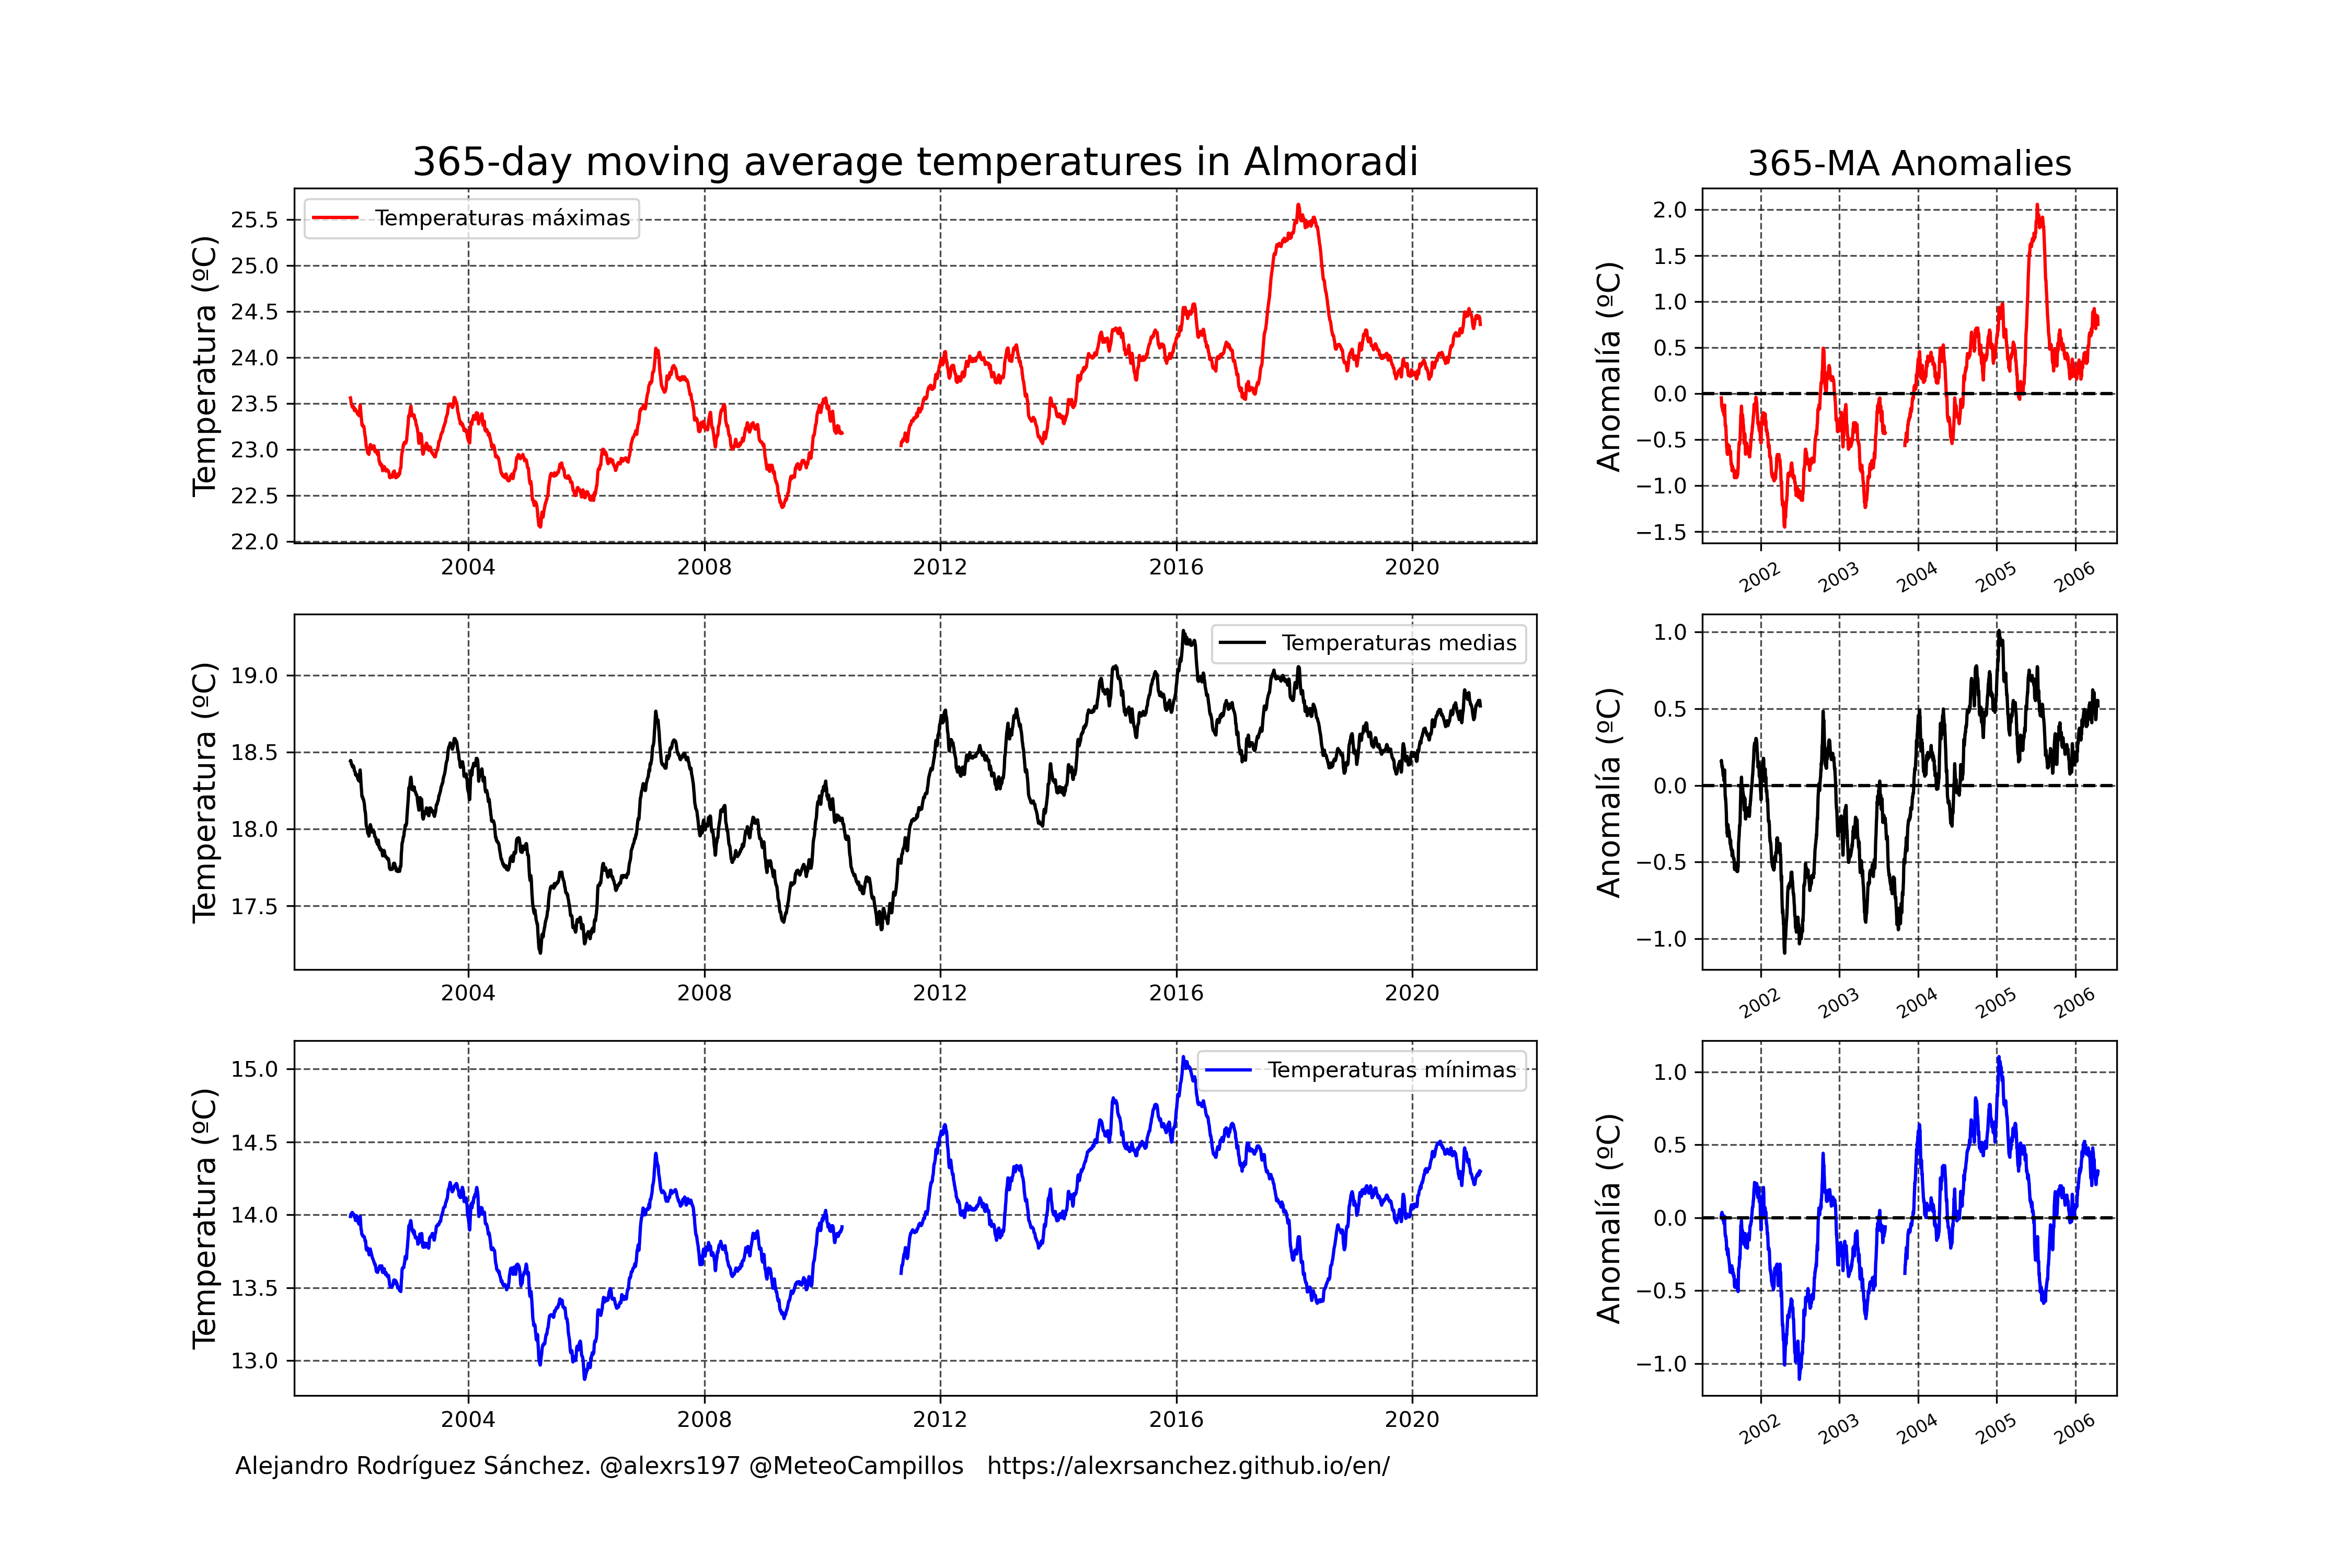 365-day moving average temperatures in Almoradi
Temperatura (ºC)
25.5
25.0
24.5
24.0
23.5
23.0
22.5
22.0
Temperaturas máximas
2004 2008 2012 2016 2020
365-MA Anomalies
Anomalía (ºC)
2.0
1.5
1.0
0.5
0.0
−0.5
−1.0
−1.5
2002 2003 2004 2005 2006
Temperatura (ºC)
19.0
18.5
18.0
17.5
Temperaturas medias
2004 2008 2012 2016 2020
Anomalía (ºC)
1.0
0.5
0.0
−0.5
−1.0
2002 2003 2004 2005 2006
Temperatura (ºC)
15.0
14.5
14.0
13.5
13.0
Temperaturas mínimas
2004 2008 2012 2016 2020
Anomalía (ºC)
1.0
0.5
0.0
−0.5
−1.0
2002 2003 2004 2005 2006
Alejandro Rodríguez Sánchez. @alexrs197 @MeteoCampillos https://alexrsanchez.github.io/en/